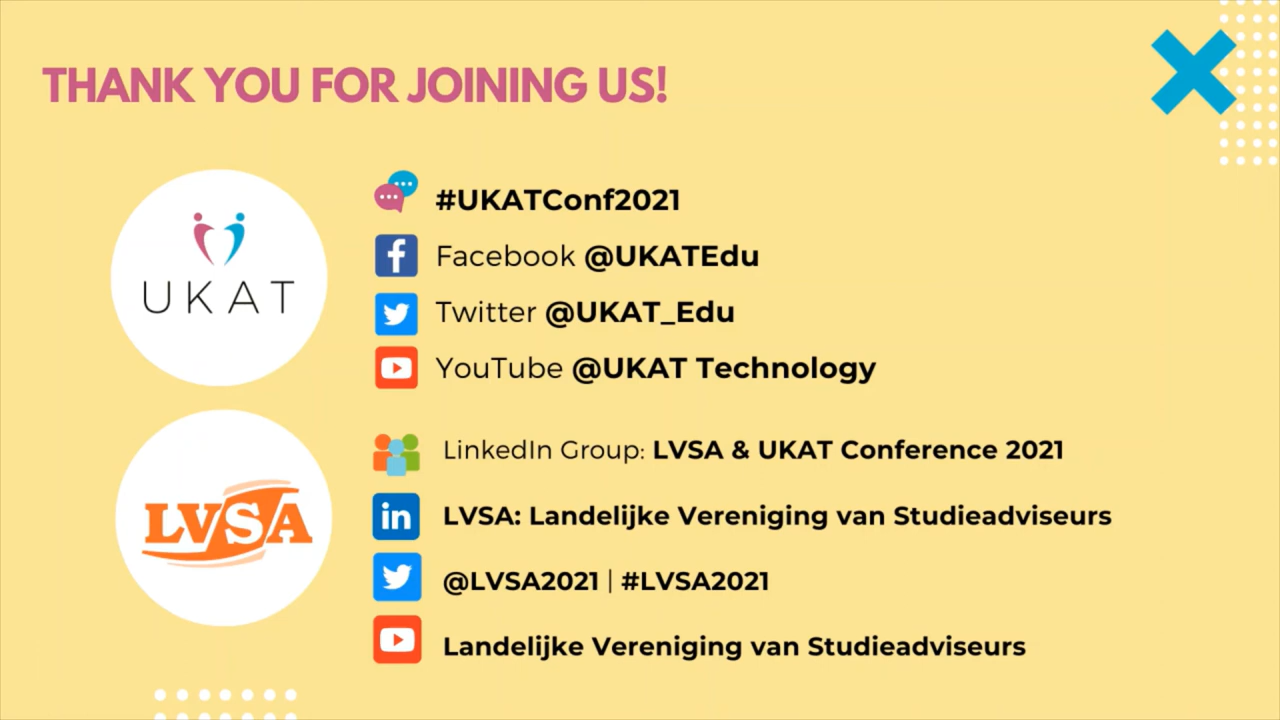 THANK YOU FOR JOINING US!
UKAT
#UKATConf2021
Facebook @UKATEdu
Twitter @UKAT_Edu
YouTube @UKAT Technology
LVSA
LinkedIn Group: LVSA & UKAT Conference 2021
in
LVSA: Landelijke Vereniging van Studieadviseurs
@LVSA2021 | #LVSA2021
Landelijke Vereniging van Studieadviseurs